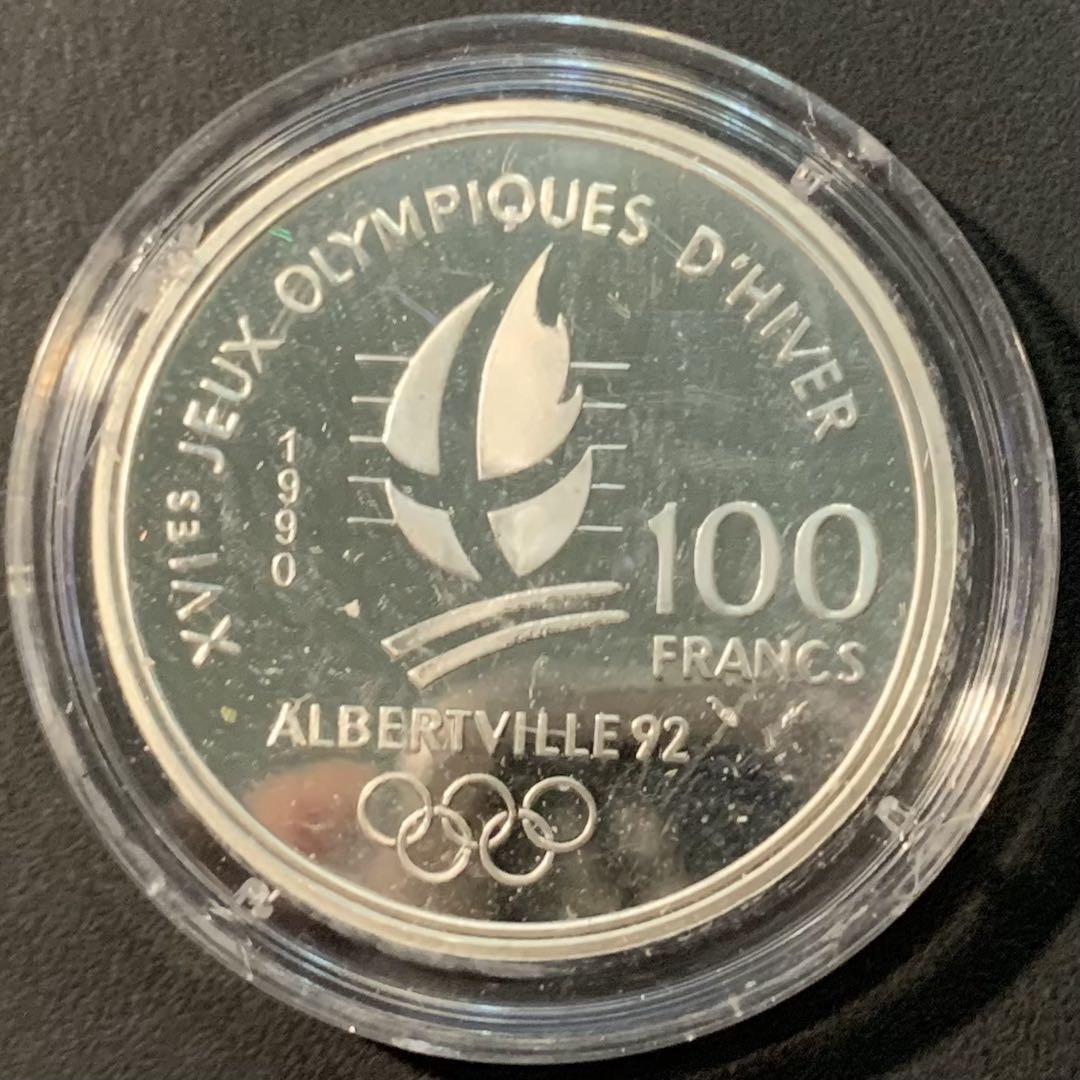 XVIES JEUX OLYMPIQUES D'HIVER
1990
100
FRANCS
ALBERTVILLE 92